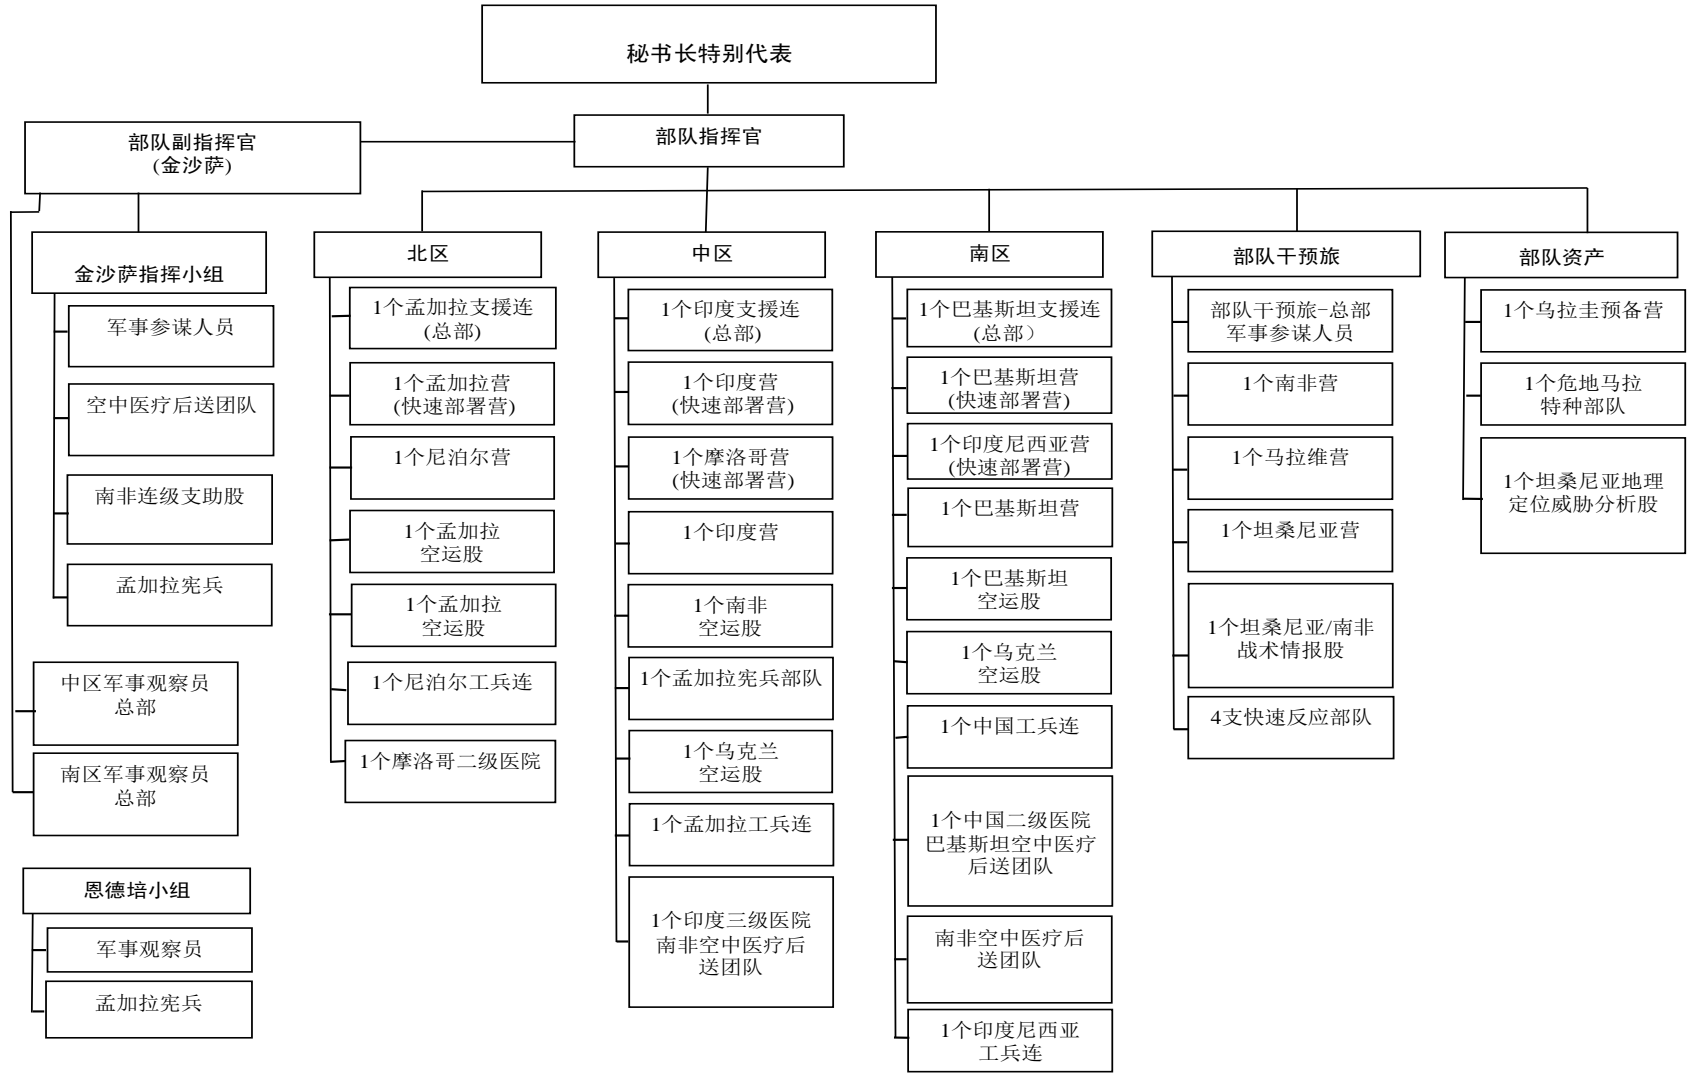 秘书长特别代表
部队指挥官
部队副指挥官
(金沙萨)
金沙萨指挥小组
军事参谋人员
空中医疗后送团队
南非连级支助股
孟加拉宪兵
中区军事观察员
总部
南区军事观察员
总部
恩德培小组
军事观察员
孟加拉宪兵
北区
1个孟加拉支援连
(总部)
1个孟加拉营
(快速部署营)
1个尼泊尔营
1个孟加拉
空运股
1个孟加拉
空运股
1个尼泊尔工兵连
1个摩洛哥二级医院
中区
1个印度支援连
(总部)
1个印度营
(快速部署营)
1个摩洛哥营
(快速部署营)
1个印度营
1个南非
空运股
1个孟加拉宪兵部队
1个乌克兰
空运股
1个孟加拉工兵连
1个印度三级医院
南非空中医疗后
送团队
南区
1个巴基斯坦支援连
(总部）
1个巴基斯坦营
(快速部署营)
1个印度尼西亚营
(快速部署营)
1个巴基斯坦营
1个巴基斯坦
空运股
1个乌克兰
空运股
1个中国工兵连
1个中国二级医院
巴基斯坦空中医疗
后送团队
南非空中医疗后
送团队
1个印度尼西亚
工兵连
部队干预旅
部队干预旅-总部
军事参谋人员
1个南非营
1个马拉维营
1个坦桑尼亚营
1个坦桑尼亚/南非
战术情报股
4支快速反应部队
部队资产
1个乌拉圭预备营
1个危地马拉
特种部队
1个坦桑尼亚地理
定位威胁分析股